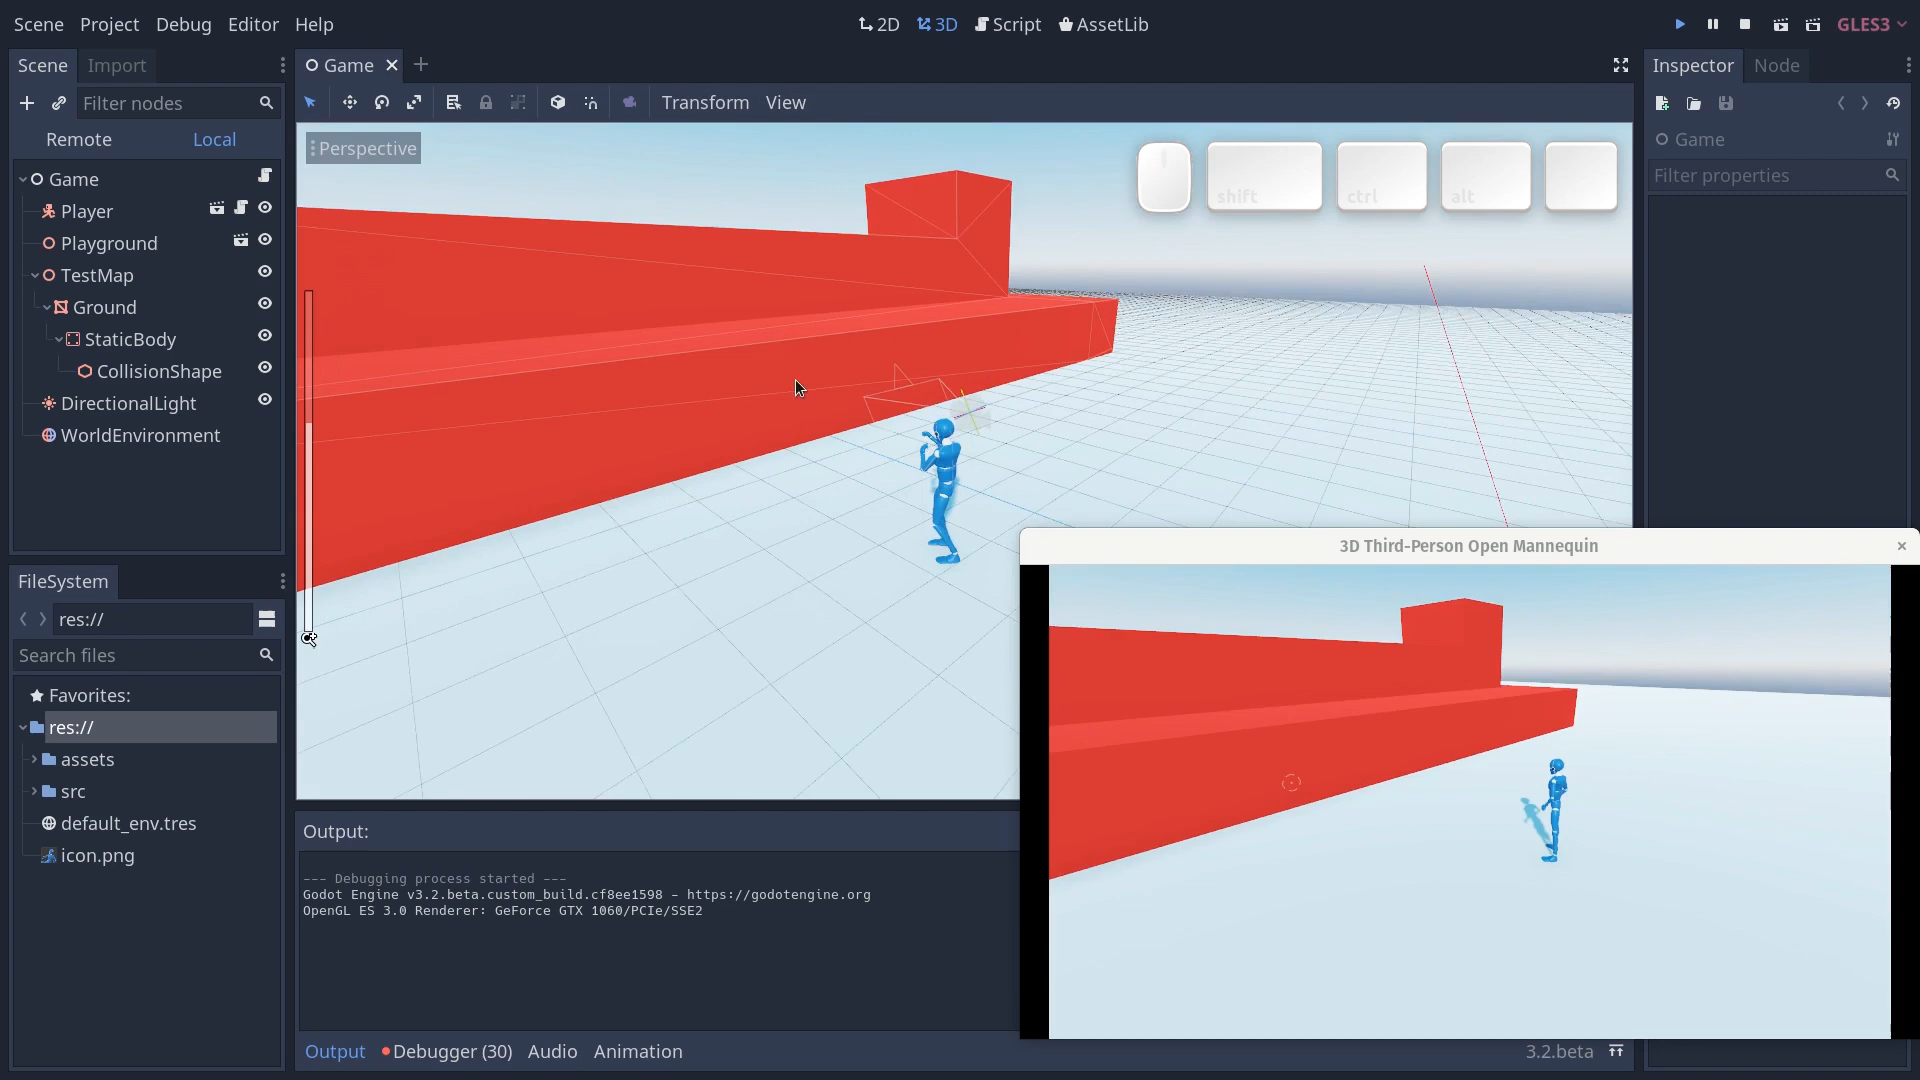 Scene Project Debug Editor Help
2D 3D Script AssetLib
GLES3
Scene Import
Filter nodes
Remote Local
Game
Player
Playground
TestMap
Ground
StaticBody
CollisionShape
DirectionalLight
WorldEnvironment
FileSystem
res://
Search files
Favorites:
res://
assets
src
default_env.tres
icon.png
Game
Transform View
Perspective
shift ctrl alt
Output:
--- Debugging process started ---
Godot Engine v3.2.beta.custom_build.cf8ee1598 - https://godotengine.org
OpenGL ES 3.0 Renderer: GeForce GTX 1060/PCIe/SSE2
Output Debugger (30) Audio Animation
3.2.beta
3D Third-Person Open Mannequin
Inspector Node
Game
Filter properties